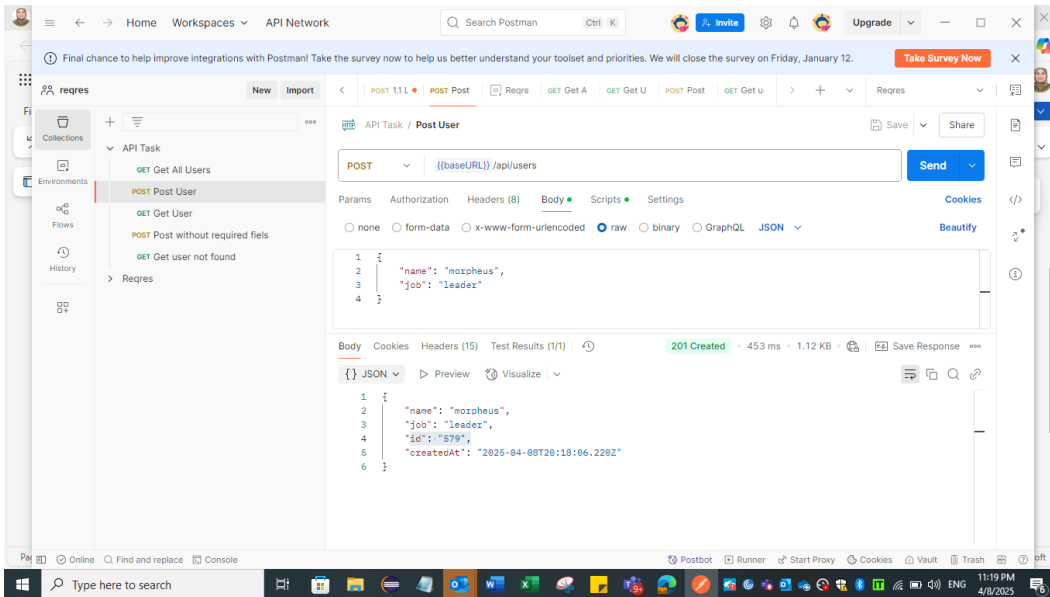 Home Workspaces API Network Search Postman Ctrl K Invite Upgrade
Final chance to help improve integrations with Postman! Take the survey now to help us better understand your toolset and priorities. We will close the survey on Friday, January 12. Take Survey Now
reqres New Import POST 1.1 L POST Post Reqre GET Get A GET Get U POST Post GET Get u Reqres
Collections
Environments
Flows
History
API Task
GET Get All Users
POST Post User
GET Get User
POST Post without required fiels
GET Get user not found
Reqres
HTTP API Task / Post User Save Share
POST {{baseURL}} /api/users Send
Params Authorization Headers (8) Body Scripts Settings Cookies
none form-data x-www-form-urlencoded raw binary GraphQL JSON Beautify
1 {
2 "name": "morpheus",
3 "job": "leader"
4 }
Body Cookies Headers (15) Test Results (1/1) 201 Created 453 ms 1.12 KB Save Response
{} JSON Preview Visualize
1 {
2 "name": "morpheus",
3 "job": "leader",
4 "id": "579",
5 "createdAt": "2025-04-08T20:18:06.220Z"
6 }
Online Find and replace Console Postbot Runner Start Proxy Cookies Vault Trash
Type here to search ENG 11:19 PM
4/8/2025